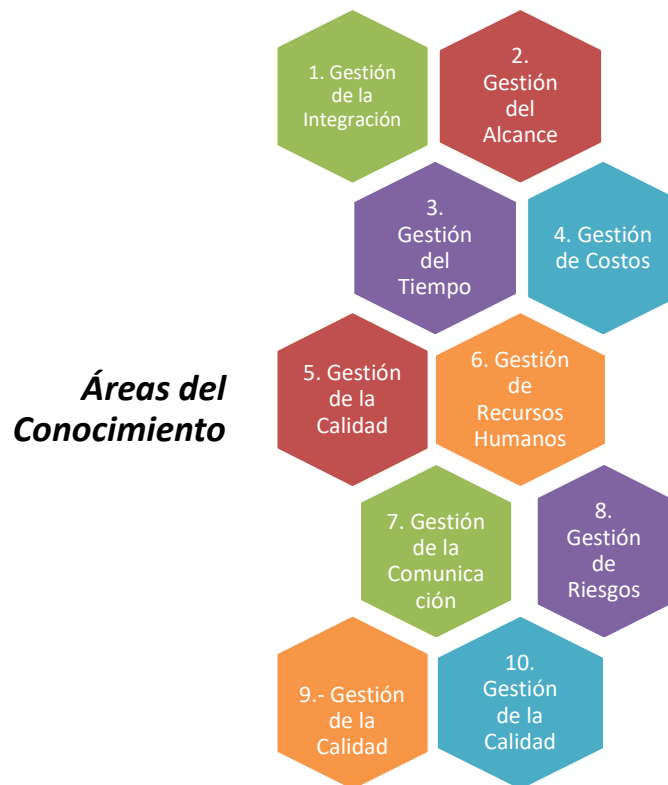 1. Gestión
de la
Integración
2.
Gestión
del
Alcance
3.
Gestión
del
Tiempo
4. Gestión
de Costos
Áreas del
Conocimiento
5. Gestión
de la
Calidad
6. Gestión
de
Recursos
Humanos
7. Gestión
de la
Comunica
ción
8.
Gestión
de
Riesgos
9.- Gestión
de la
Calidad
10.
Gestión
de la
Calidad